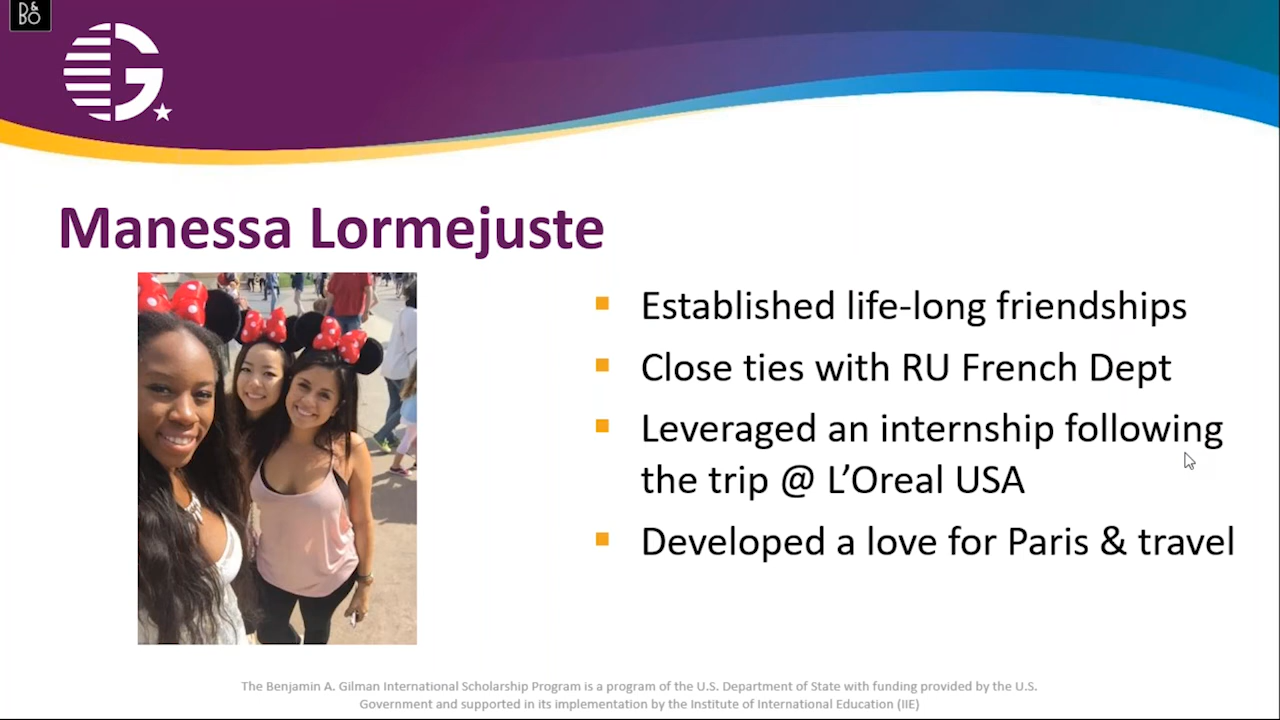 B&O
G
Manessa Lormejuste
Established life-long friendships
Close ties with RU French Dept
Leveraged an internship following
the trip @ L’Oreal USA
Developed a love for Paris & travel
The Benjamin A. Gilman International Scholarship Program is a program of the U.S. Department of State with funding provided by the U.S.
Government and supported in its implementation by the Institute of International Education (IIE)